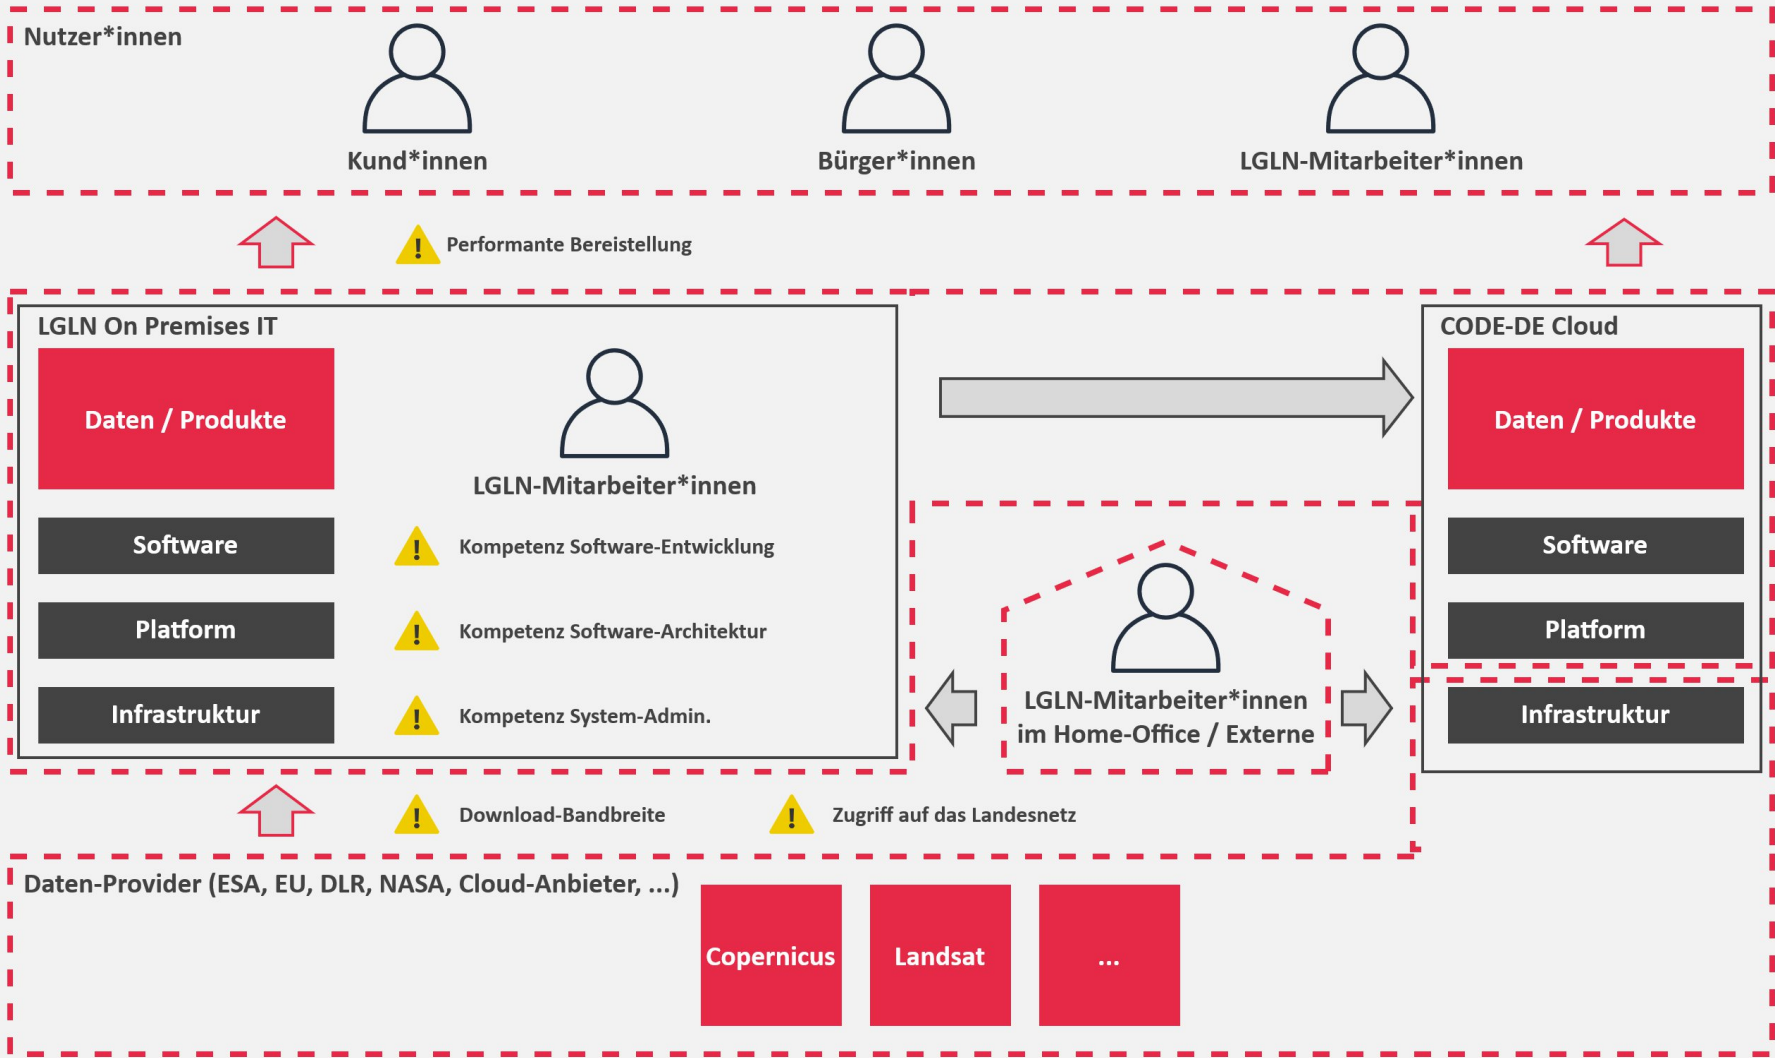 Nutzer*innen
Kund*innen
Bürger*innen
LGLN-Mitarbeiter*innen
! Performante Bereistellung
LGLN On Premises IT
Daten / Produkte
LGLN-Mitarbeiter*innen
Software
! Kompetenz Software-Entwicklung
Platform
! Kompetenz Software-Architektur
Infrastruktur
! Kompetenz System-Admin.
LGLN-Mitarbeiter*innen
im Home-Office / Externe
CODE-DE Cloud
Daten / Produkte
Software
Platform
Infrastruktur
! Download-Bandbreite
! Zugriff auf das Landesnetz
Daten-Provider (ESA, EU, DLR, NASA, Cloud-Anbieter, ...)
Copernicus
Landsat
...